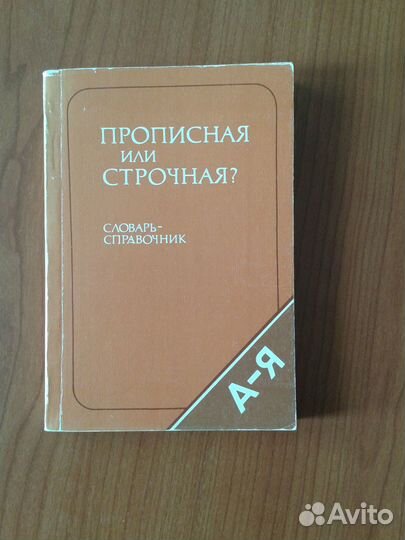 ПРОПИСНАЯ
ИЛИ
СТРОЧНАЯ?
СЛОВАРЬ-
СПРАВОЧНИК
А-Я
Avito